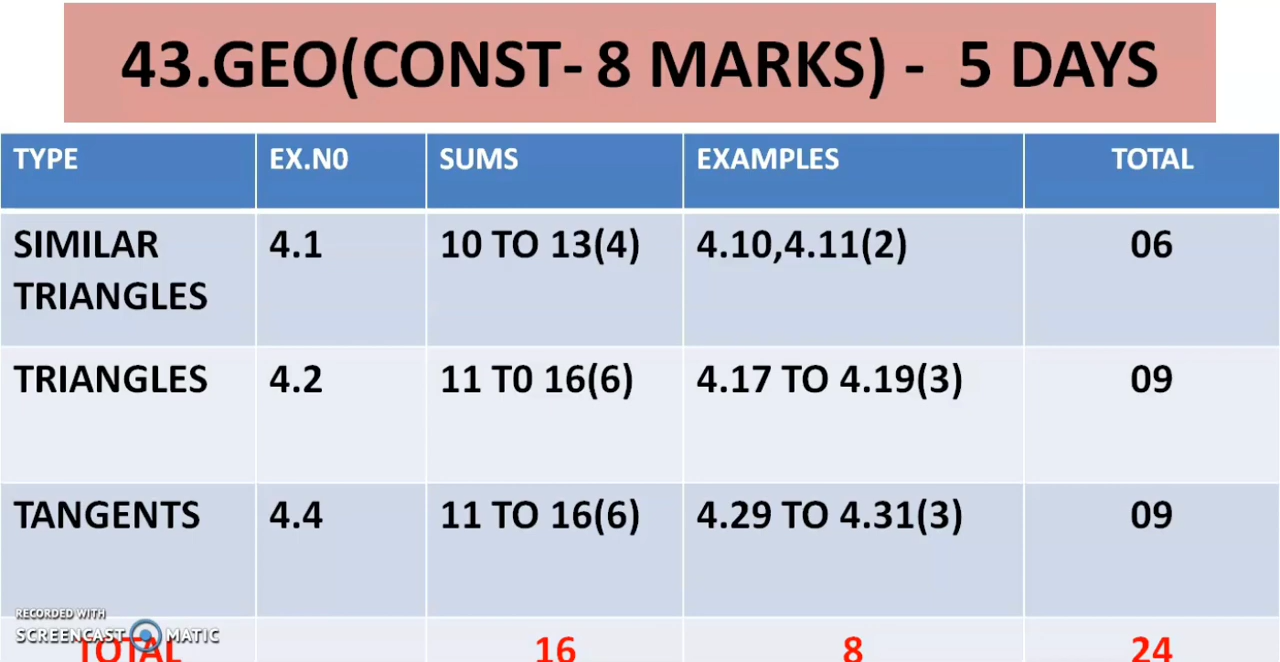 43.GEO(CONST- 8 MARKS) - 5 DAYS
TYPE EX.N0 SUMS EXAMPLES TOTAL
SIMILAR TRIANGLES 4.1 10 TO 13(4) 4.10,4.11(2) 06
TRIANGLES 4.2 11 T0 16(6) 4.17 TO 4.19(3) 09
TANGENTS 4.4 11 TO 16(6) 4.29 TO 4.31(3) 09
RECORDED WITH
SCREENCAST MATIC
TOTAL 16 8 24